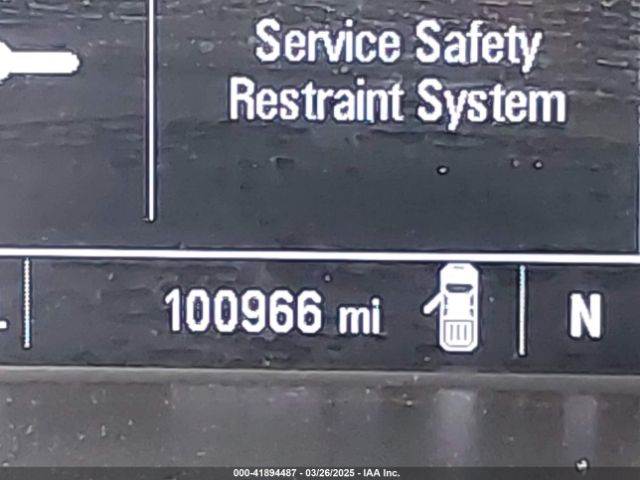 Service Safety
Restraint System
100966 mi
N
000-41894487 - 03/26/2025 - IAA Inc.